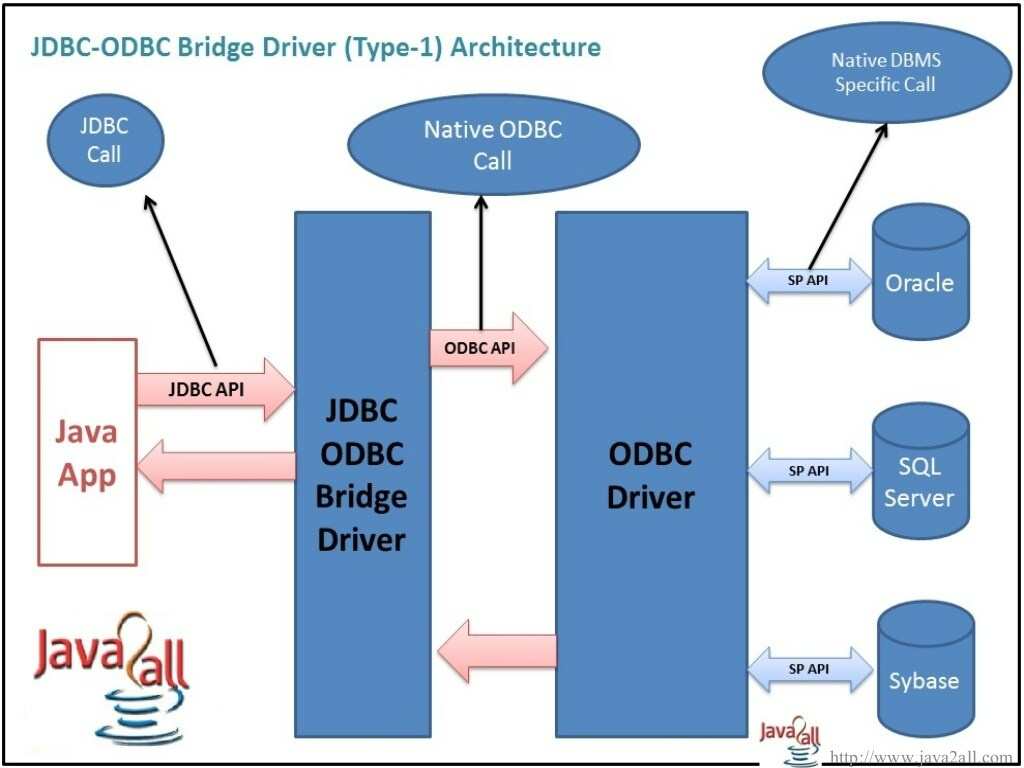 JDBC-ODBC Bridge Driver (Type-1) Architecture
Native DBMS
Specific Call
JDBC
Call
Native ODBC
Call
SP API
Oracle
ODBC API
JDBC API
Java
App
JDBC
ODBC
Bridge
Driver
ODBC
Driver
SP API
SQL
Server
Java2all
SP API
Sybase
Java2all
http://www.java2all.com